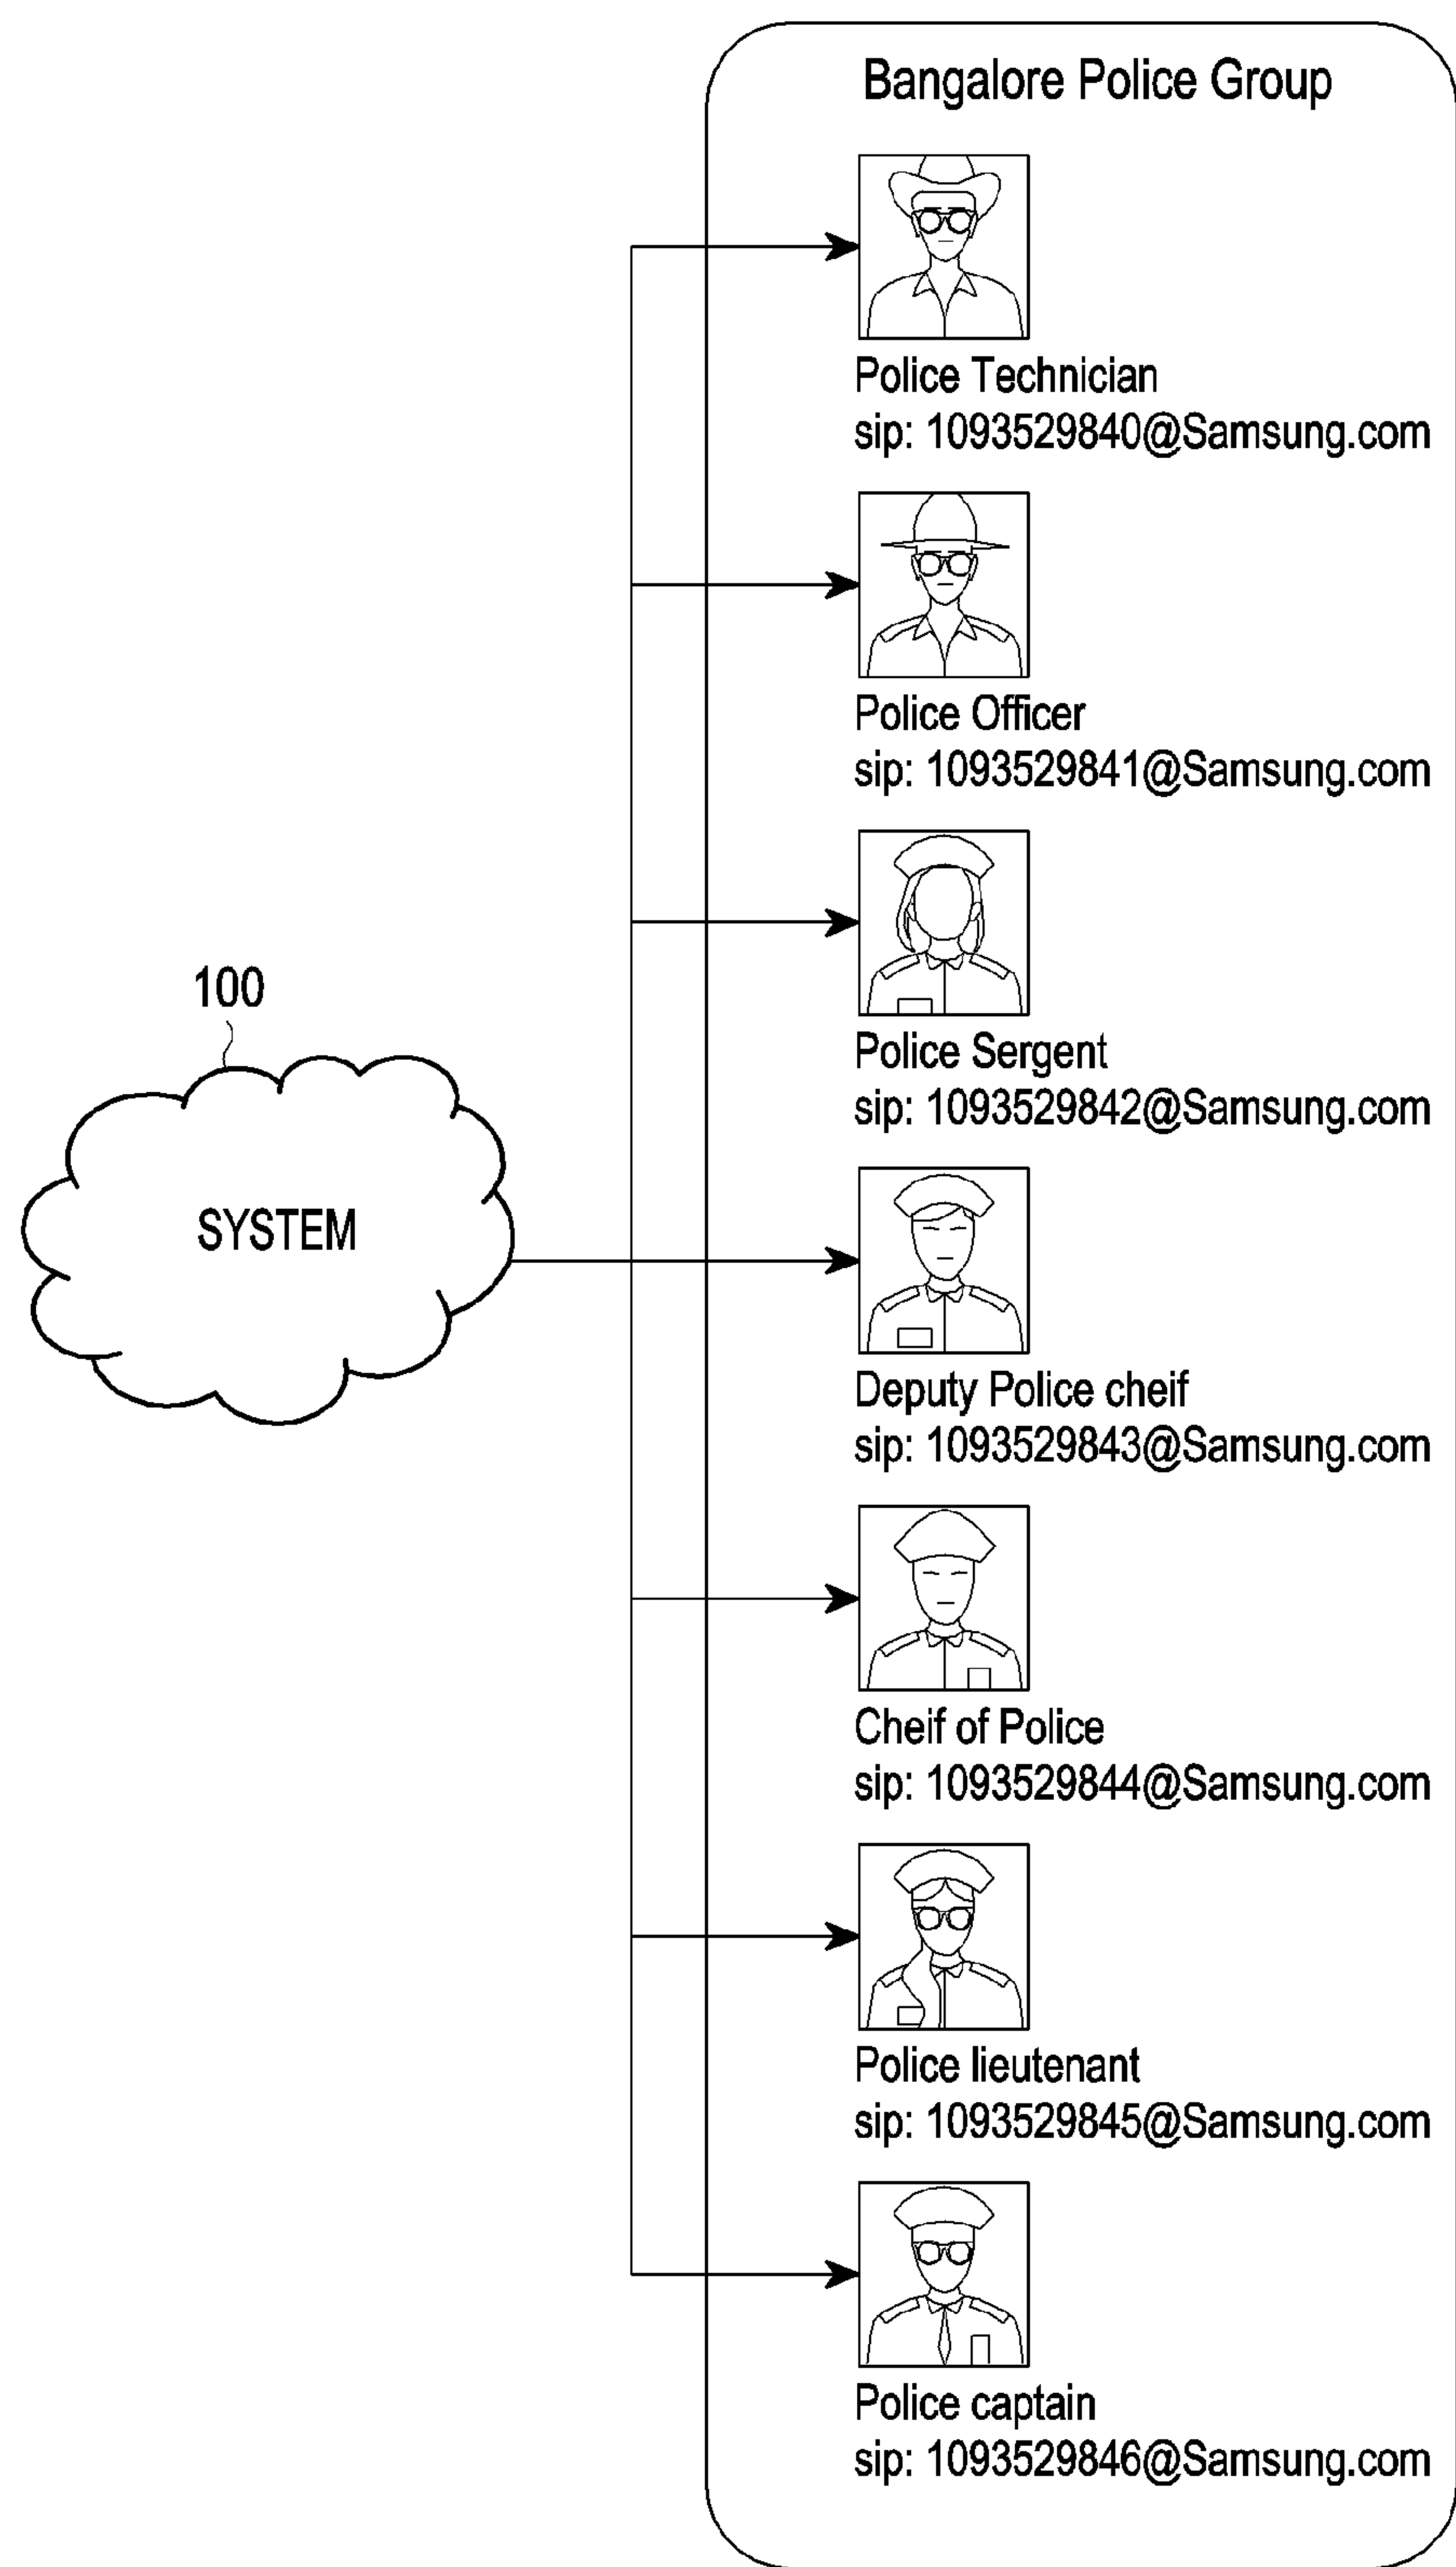 Bangalore Police Group
Police Technician
sip: 1093529840@Samsung.com
Police Officer
sip: 1093529841@Samsung.com
Police Sergent
sip: 1093529842@Samsung.com
100
SYSTEM
Deputy Police cheif
sip: 1093529843@Samsung.com
Cheif of Police
sip: 1093529844@Samsung.com
Police lieutenant
sip: 1093529845@Samsung.com
Police captain
sip: 1093529846@Samsung.com